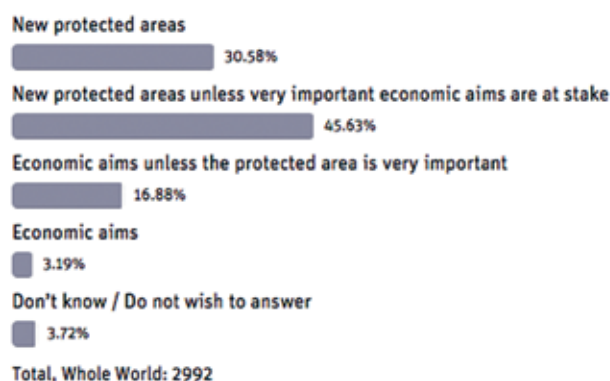 New protected areas
30.58%
New protected areas unless very important economic aims are at stake
45.63%
Economic aims unless the protected area is very important
16.88%
Economic aims
3.19%
Don't know / Do not wish to answer
3.72%
Total, Whole World: 2992